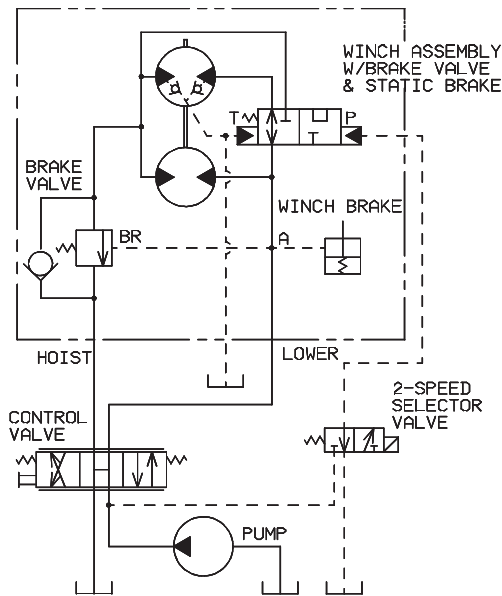 WINCH ASSEMBLY
W/BRAKE VALVE
& STATIC BRAKE
T
P
BRAKE
VALVE
BR
WINCH BRAKE
A
HOIST
LOWER
2-SPEED
SELECTOR
VALVE
CONTROL
VALVE
PUMP